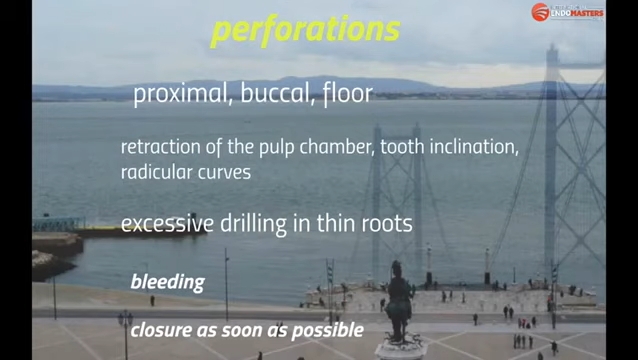 perforations
ENDOMASTERS
proximal, buccal, floor
retraction of the pulp chamber, tooth inclination,
radicular curves
excessive drilling in thin roots
bleeding
closure as soon as possible